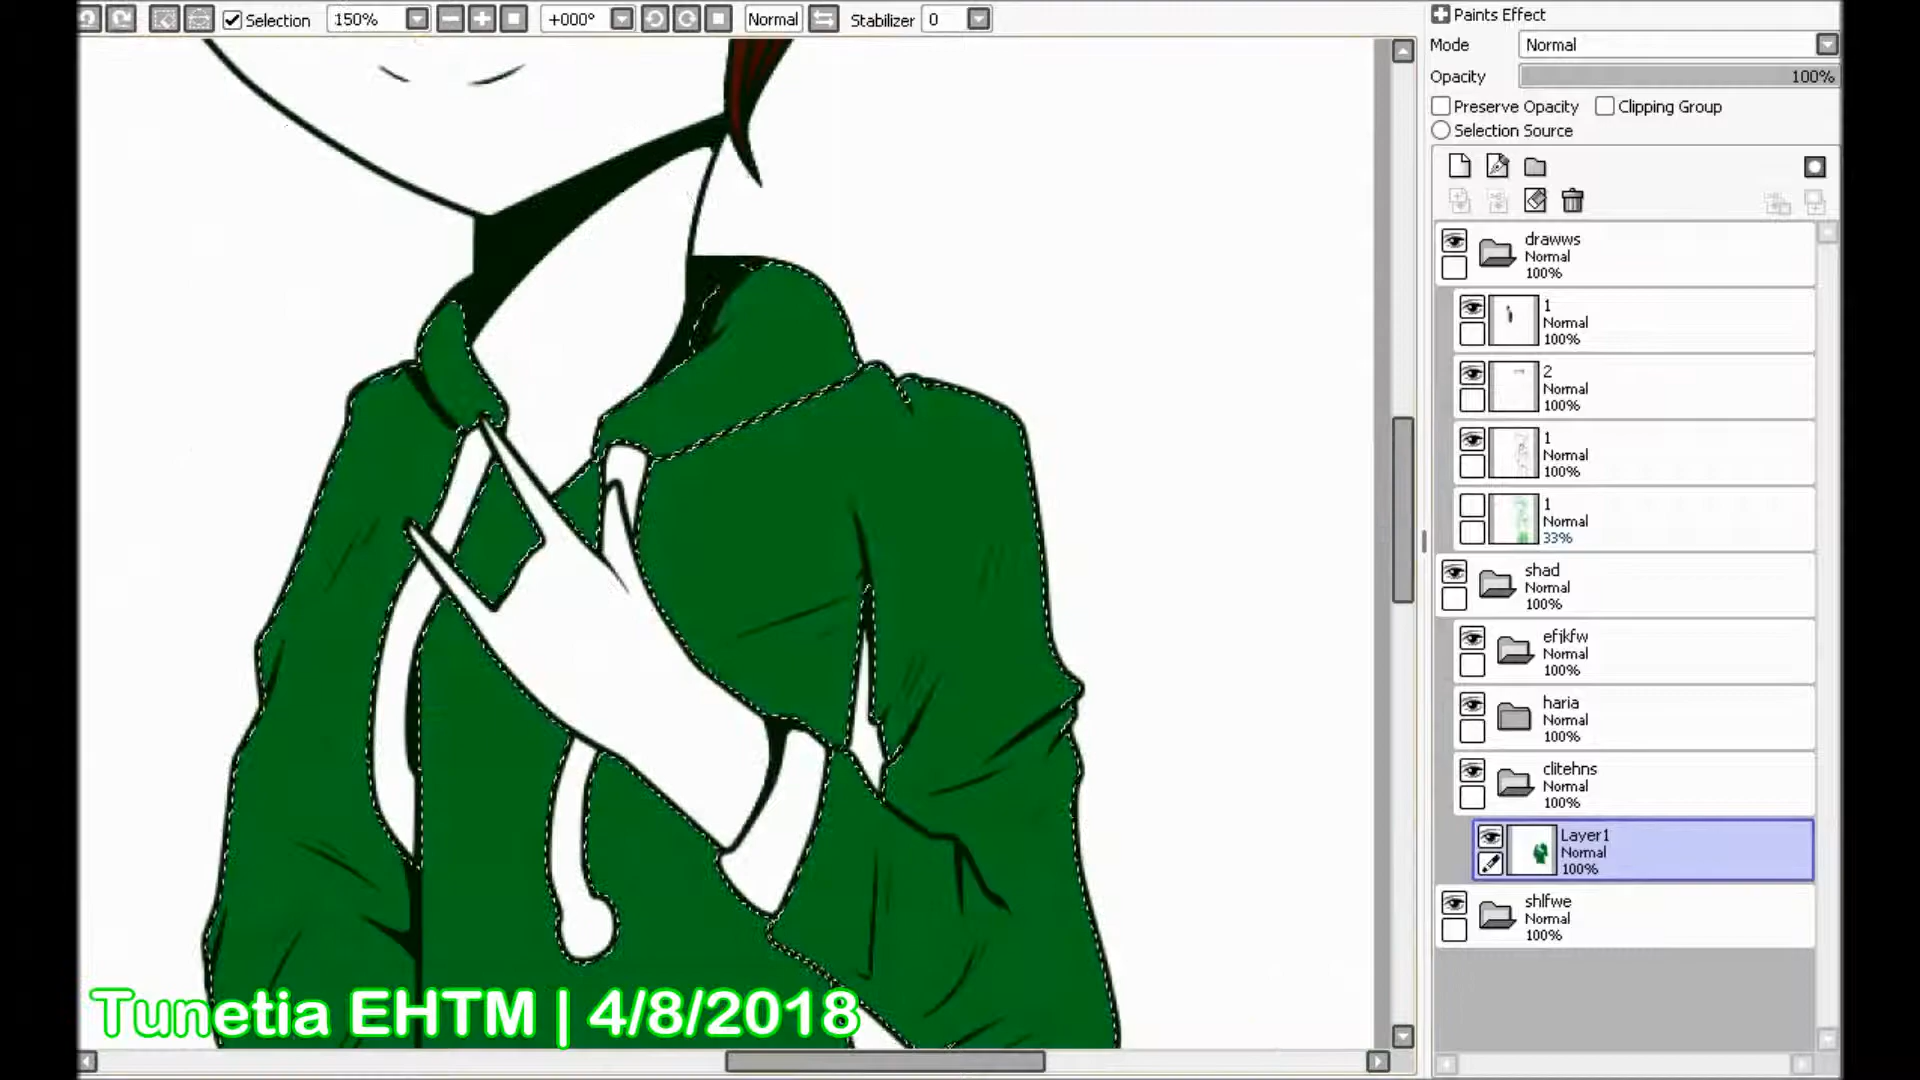 Selection 150% +000° Normal Stabilizer 0
Paints Effect
Mode Normal
Opacity 100%
Preserve Opacity Clipping Group
Selection Source
drawws
Normal
100%
1
Normal
100%
2
Normal
100%
1
Normal
100%
1
Normal
33%
shad
Normal
100%
efjkfw
Normal
100%
haria
Normal
100%
clitehns
Normal
100%
Layer1
Normal
100%
shlfwe
Normal
100%
Tunetia EHTM | 4/8/2018